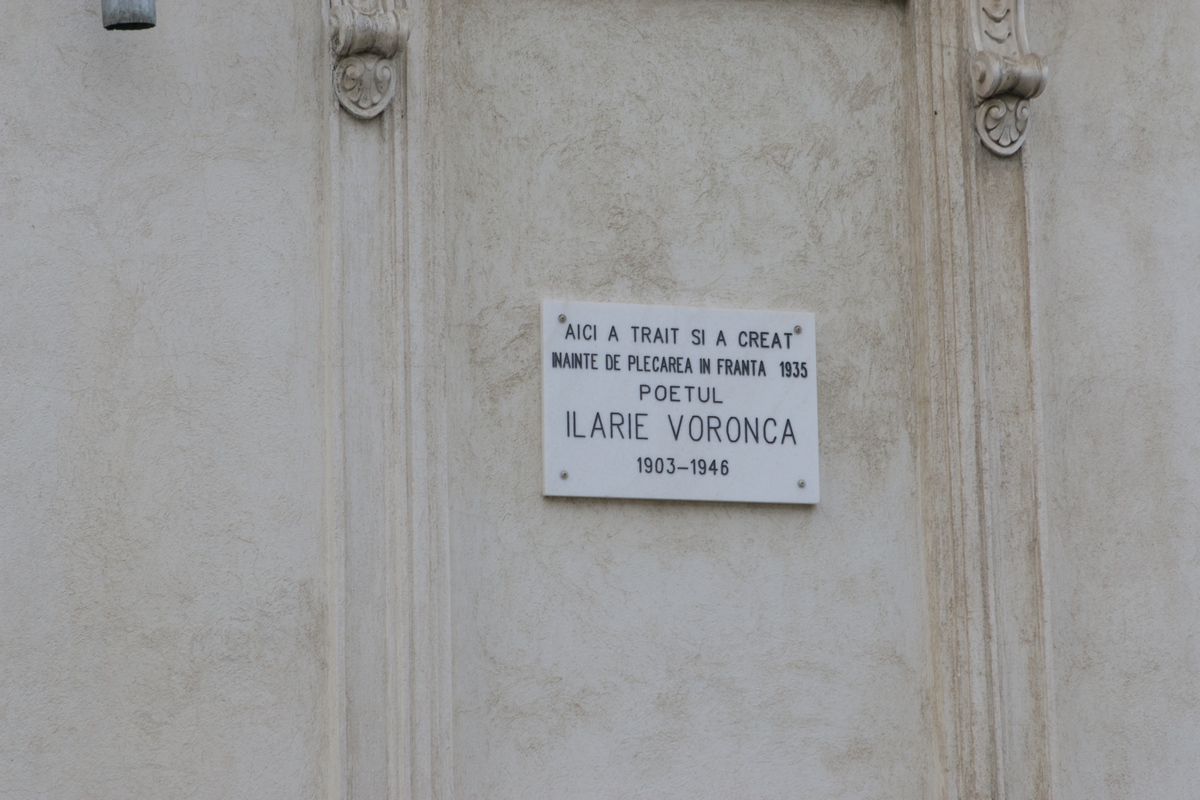 AICI A TRAIT SI A CREAT
INAINTE DE PLECAREA IN FRANTA 1935
POETUL
ILARIE VORONCA
1903–1946